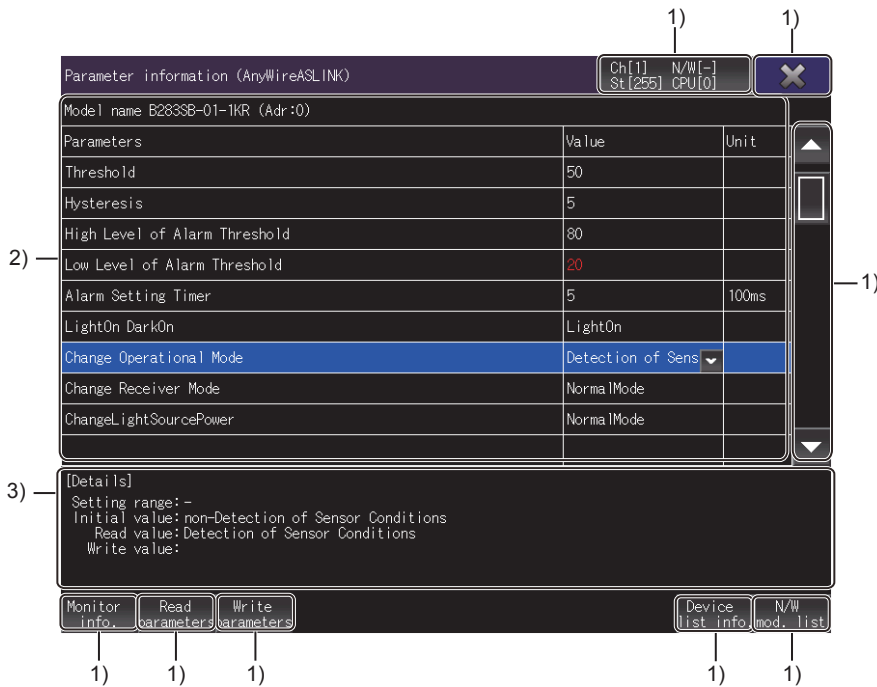 1) 1)
Parameter information (AnyWireASLINK)
Ch[1] N/W[-]
St[255] CPU[0]
Model name B283SB-01-1KR (Adr:0)
Parameters Value Unit
Threshold 50
Hysteresis 5
High Level of Alarm Threshold 80
2)
Low Level of Alarm Threshold 20
1)
Alarm Setting Timer 5 100ms
LightOn DarkOn LightOn
Change Operational Mode Detection of Sens
Change Receiver Mode NormalMode
ChangeLightSourcePower NormalMode
3)
[Details]
Setting range:-
Initial value:non-Detection of Sensor Conditions
Read value:Detection of Sensor Conditions
Write value:
Monitor info.
Read parameters
Write parameters
Device list info.
N/W mod. list
1) 1) 1) 1) 1)